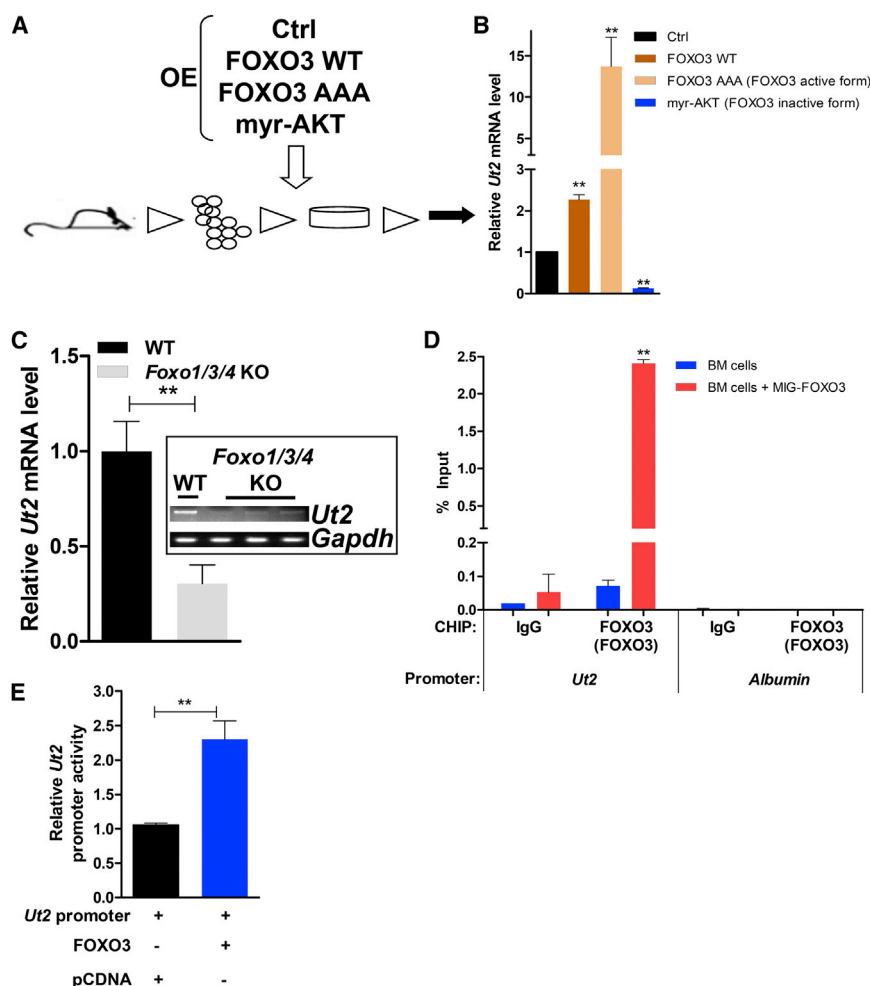 A
Ctrl
FOXO3 WT
OE
FOXO3 AAA
myr-AKT
B
Relative Ut2 mRNA level
15
10
5
3
2
1
0
**
**
**
Ctrl
FOXO3 WT
FOXO3 AAA (FOXO3 active form)
myr-AKT (FOXO3 inactive form)
C
WT
Foxo1/3/4 KO
Relative Ut2 mRNA level
1.0
0.5
0.0
**
Foxo1/3/4
WT KO
Ut2
Gapdh
D
BM cells
BM cells + MIG-FOXO3
% Input
2.5
2.0
1.5
1.0
0.5
0.2
0.1
0.0
**
CHIP: IgG FOXO3 IgG FOXO3
(FOXO3) (FOXO3)
Promoter: Ut2 Albumin
E
Relative Ut2
promoter activity
3.0
2.5
2.0
1.5
1.0
0.5
0.0
**
Ut2 promoter + +
FOXO3 - +
pCDNA + -